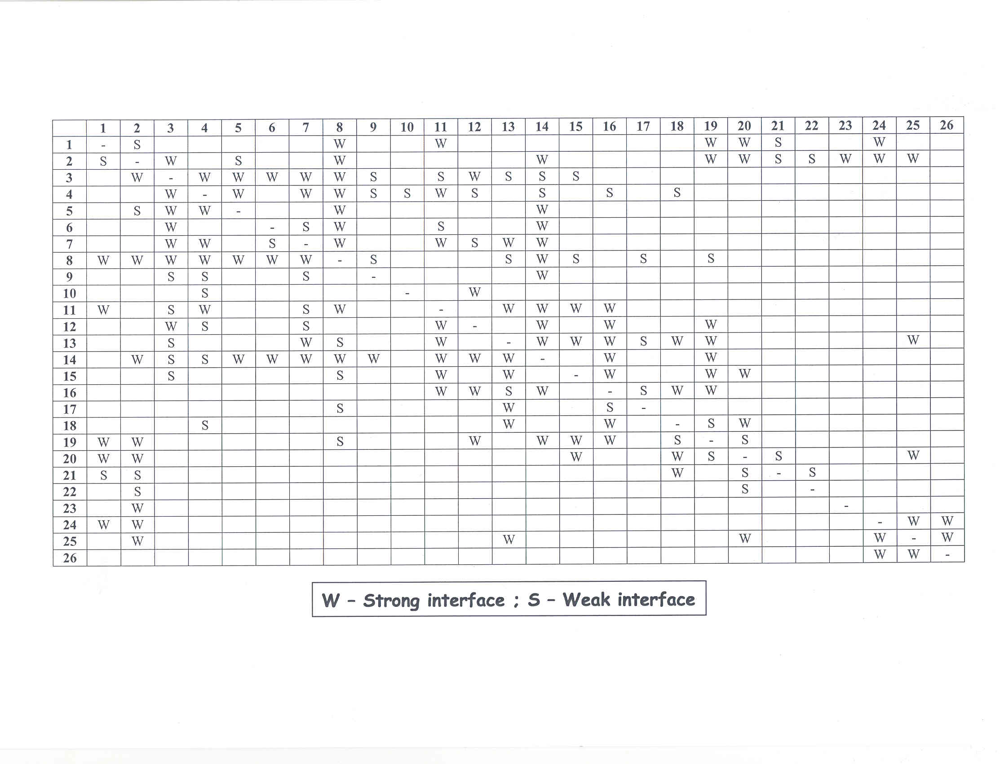 1 2 3 4 5 6 7 8 9 10 11 12 13 14 15 16 17 18 19 20 21 22 23 24 25 26
1 - S W W W W S W
2 S - W S W W W W S S W W W
3 W - W W W W W S S W S S S
4 W - W W W S S W S S S S
5 S W W - W W
6 W - S W S W
7 W W S - W W S W W
8 W W W W W W W - S S W S S S
9 S S S - W
10 S - W
11 W S W S W - W W W W
12 W S S W - W W W
13 S W S W - W W W S W W W
14 W S S W W W W W W W W - W W
15 S S W W - W W W
16 W W S W - S W W
17 S W S -
18 S W W - S W
19 W W S W W W W S - S
20 W W W W S - S W
21 S S W S - S
22 S S -
23 W -
24 W W - W W
25 W W W W - W
26 W W -
W - Strong interface ; S - Weak interface